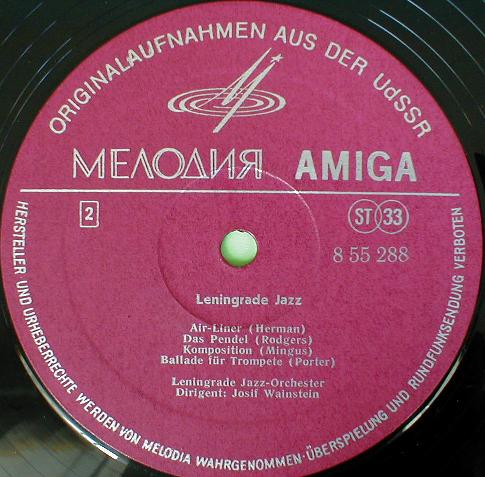 ORIGINALAUFNAHMEN AUS DER UdSSR
МЕЛОДИЯ AMIGA
2
ST 33
8 55 288
Leningrade Jazz
Air-Liner (Herman)
Das Pendel (Rodgers)
Komposition (Mingus)
Ballade für Trompete (Porter)
Leningrade Jazz-Orchester
Dirigent: Josif Wainstein
HERSTELLER UND URHEBERRECHTE WERDEN VON MELODIA WAHRGENOMMEN·ÜBERSPIELUNG UND RUNDFUNKSENDUNG VERBOTEN